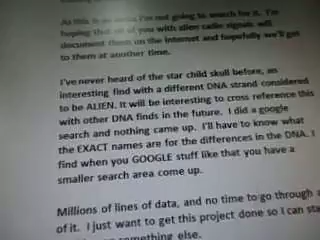 As this is an extra I'm not going to search for it. I'm
hoping that all of you with alien radio signals will
document them on the internet and hopefully we'll get
to them at another time.
I've never heard of the star child skull before, an
interesting find with a different DNA strand considered
to be ALIEN. It will be interesting to cross reference this
with other DNA finds in the future. I did a google
search and nothing came up. I'll have to know what
the EXACT names are for the differences in the DNA. I
find when you GOOGLE stuff like that you have a
smaller search area come up.
Millions of lines of data, and no time to go through a
of it. I just want to get this project done so I can sta
something else.